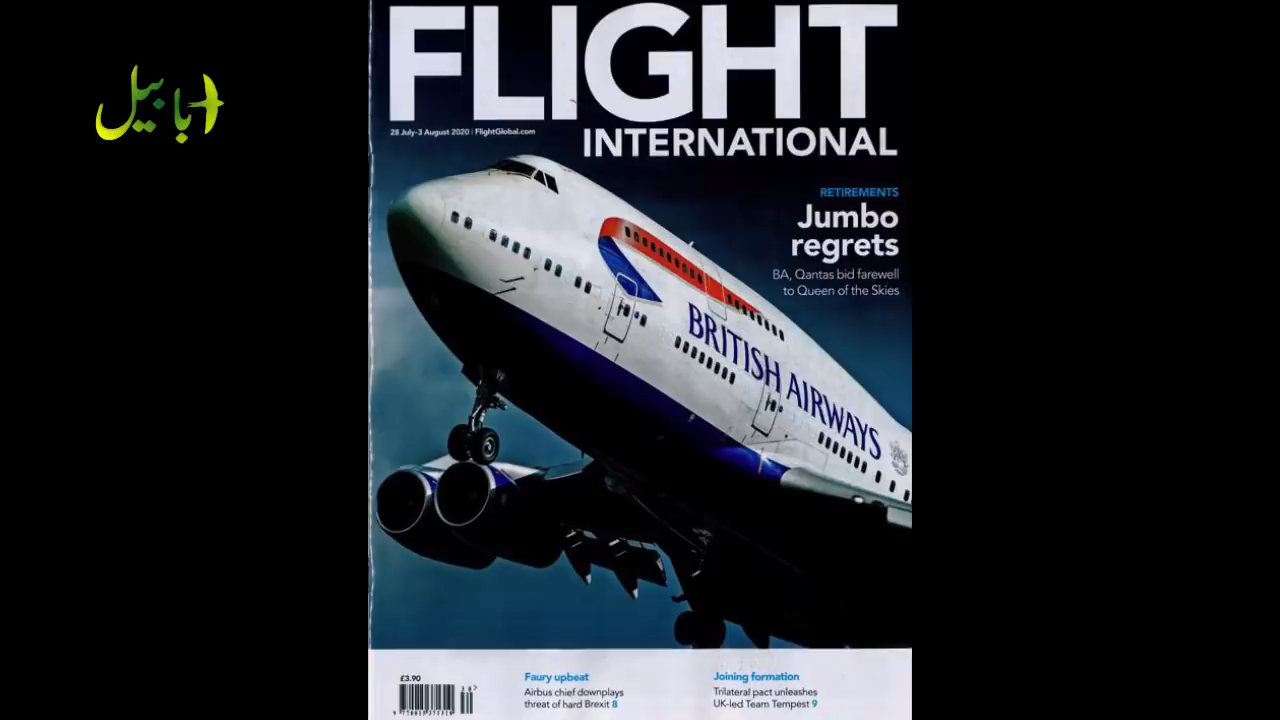 ابابیل
FLIGHT
INTERNATIONAL
28 July-3 August 2020 | FlightGlobal.com
RETIREMENTS
Jumbo
regrets
BA, Qantas bid farewell
to Queen of the Skies
BRITISH AIRWAYS
£3.90
Faury upbeat
Airbus chief downplays
threat of hard Brexit 8
Joining formation
Trilateral pact unleashes
UK-led Team Tempest 9